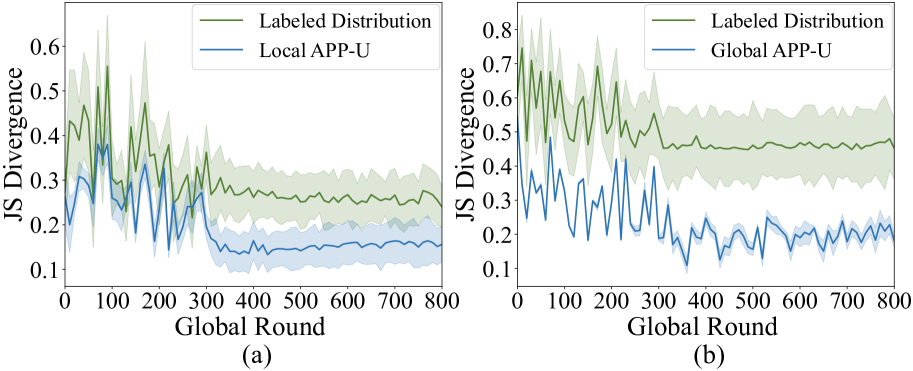 Labeled Distribution
Local APP-U
JS Divergence
0.6
0.5
0.4
0.3
0.2
0.1
0 100 200 300 400 500 600 700 800
Global Round
(a)
Labeled Distribution
Global APP-U
JS Divergence
0.8
0.7
0.6
0.5
0.4
0.3
0.2
0.1
0 100 200 300 400 500 600 700 800
Global Round
(b)